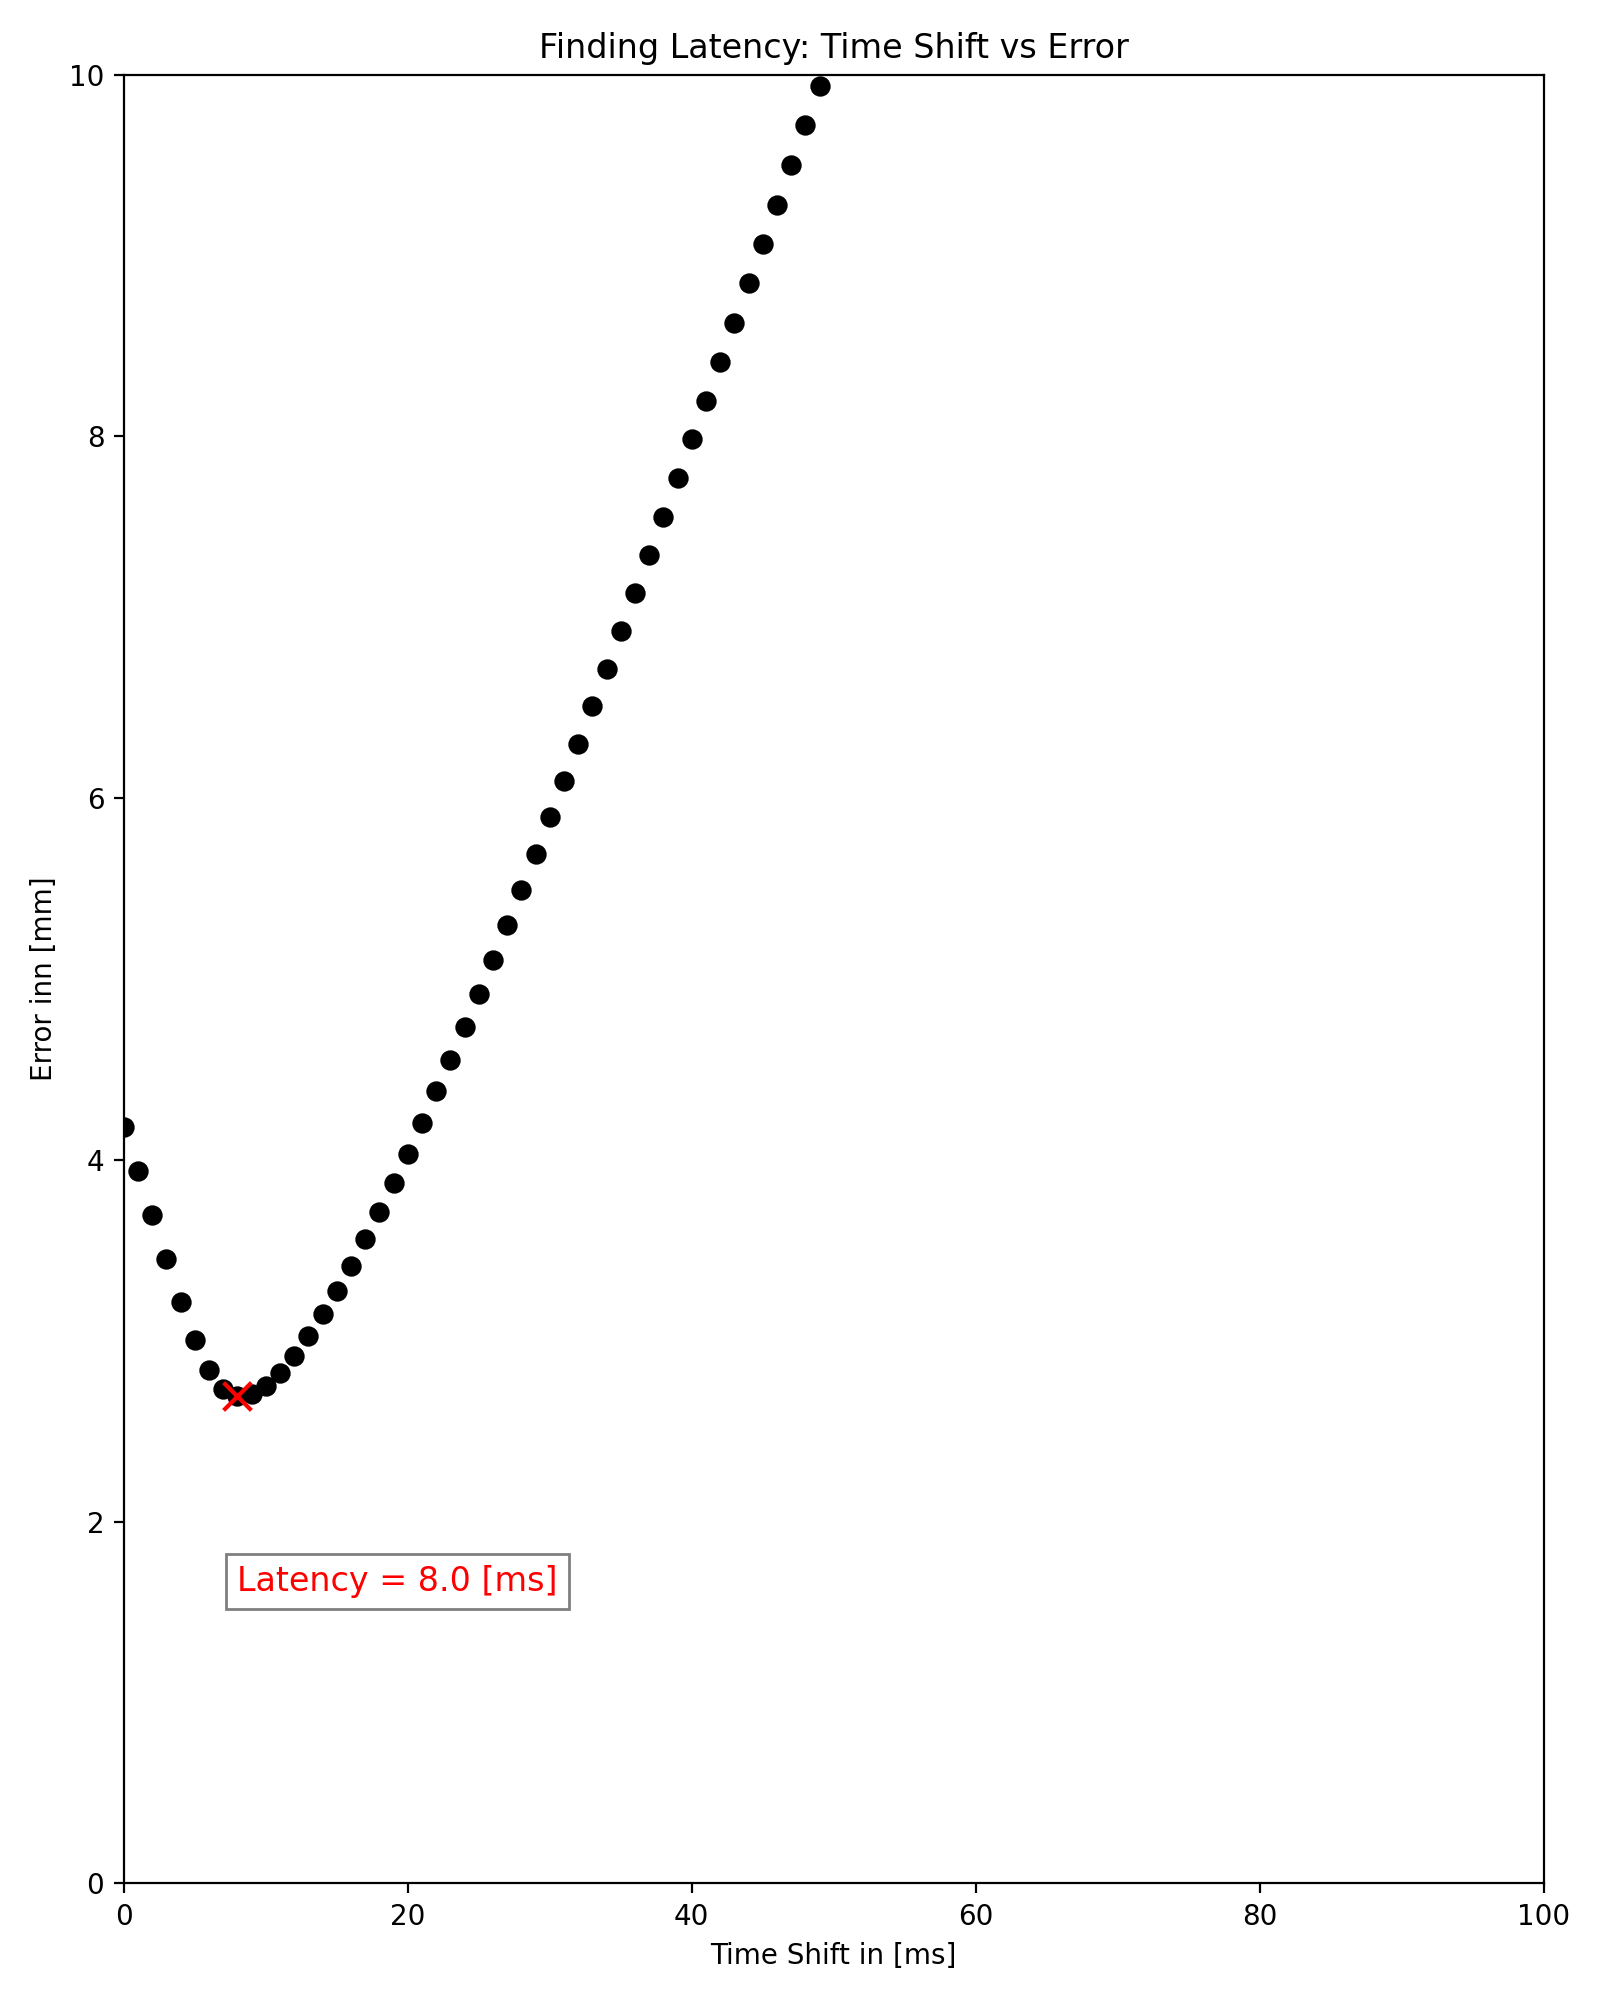 Finding Latency: Time Shift vs Error
10
8
6
4
2
0
Error inn [mm]
Latency = 8.0 [ms]
0 20 40 60 80 100
Time Shift in [ms]